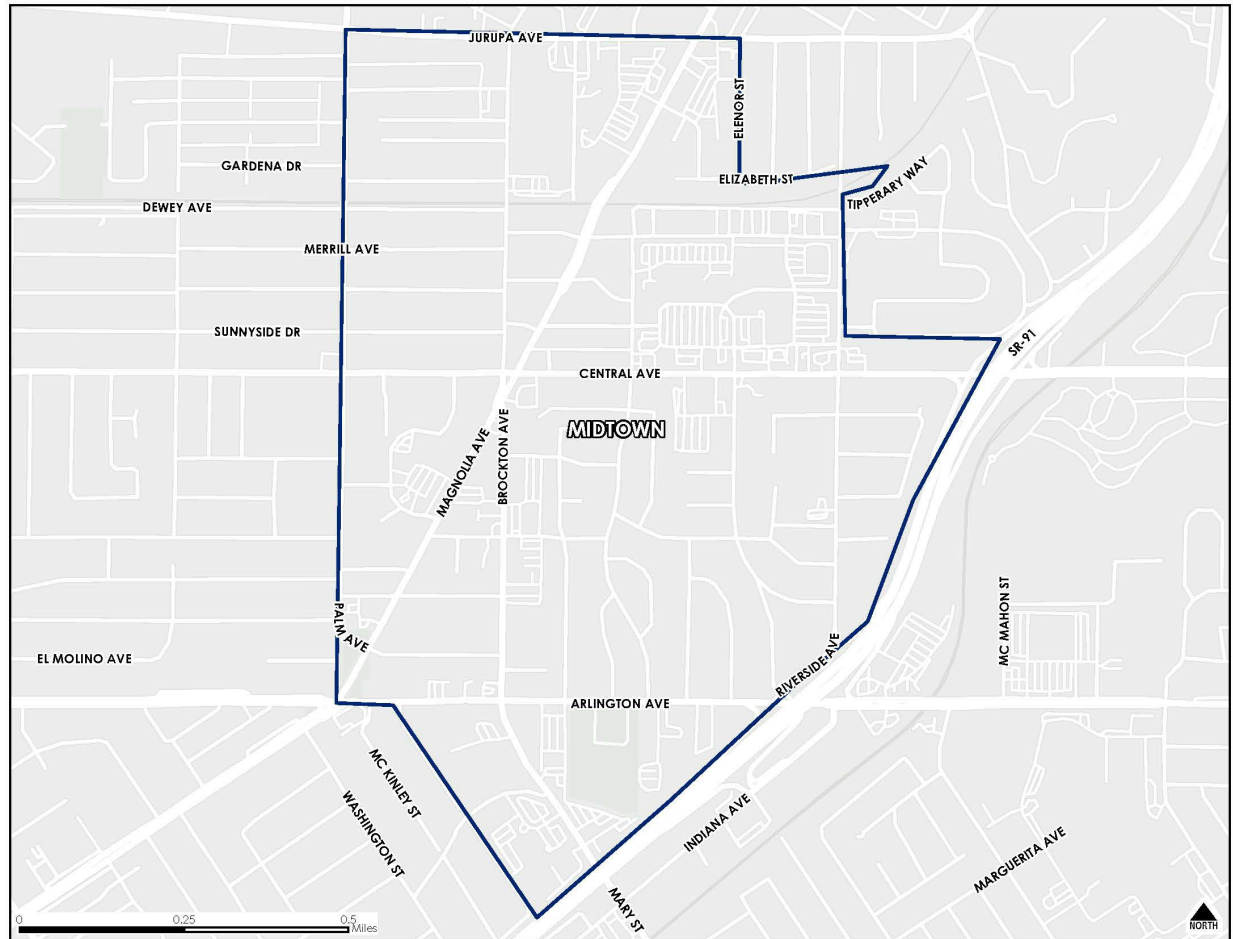 JURUPA AVE
ELENOR ST
GARDENA DR
ELIZABETH ST
TIPPERARY WAY
DEWEY AVE
MERRILL AVE
SUNNYSIDE DR
SR-91
CENTRAL AVE
MIDTOWN
MAGNOLIA AVE
BROCKTON AVE
PALM AVE
MC MAHON ST
EL MOLINO AVE
RIVERSIDE AVE
ARLINGTON AVE
MC KINLEY ST
WASHINGTON ST
INDIANA AVE
MARGUERITA AVE
MARY ST
0 0.25 0.5
Miles
NORTH